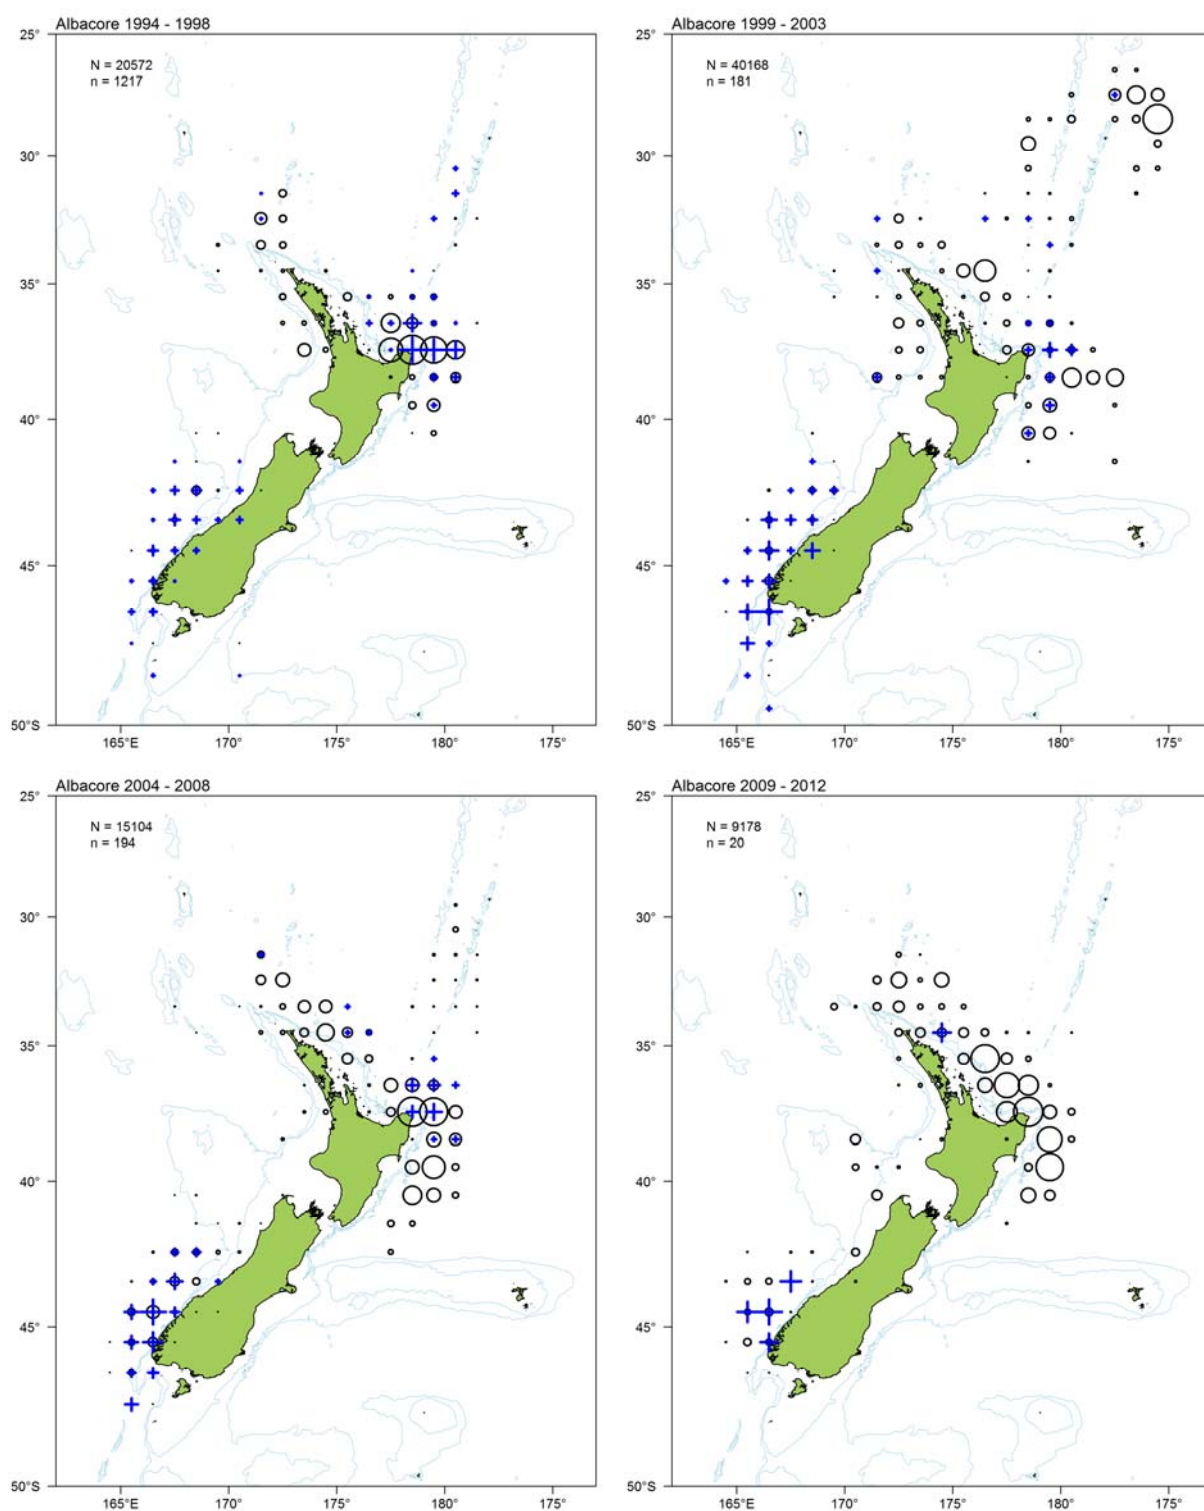 Albacore 1994 - 1998
Albacore 1999 - 2003
25°
25°
N = 20572
n = 1217
N = 40168
n = 181
30°
30°
35°
35°
40°
40°
45°
45°
50°S
50°S
165°E 170° 175° 180° 175°
165°E 170° 175° 180° 175°
Albacore 2004 - 2008
Albacore 2009 - 2012
25°
25°
N = 15104
n = 194
N = 9178
n = 20
30°
30°
35°
35°
40°
40°
45°
45°
50°S
50°S
165°E 170° 175° 180° 175°
165°E 170° 175° 180° 175°